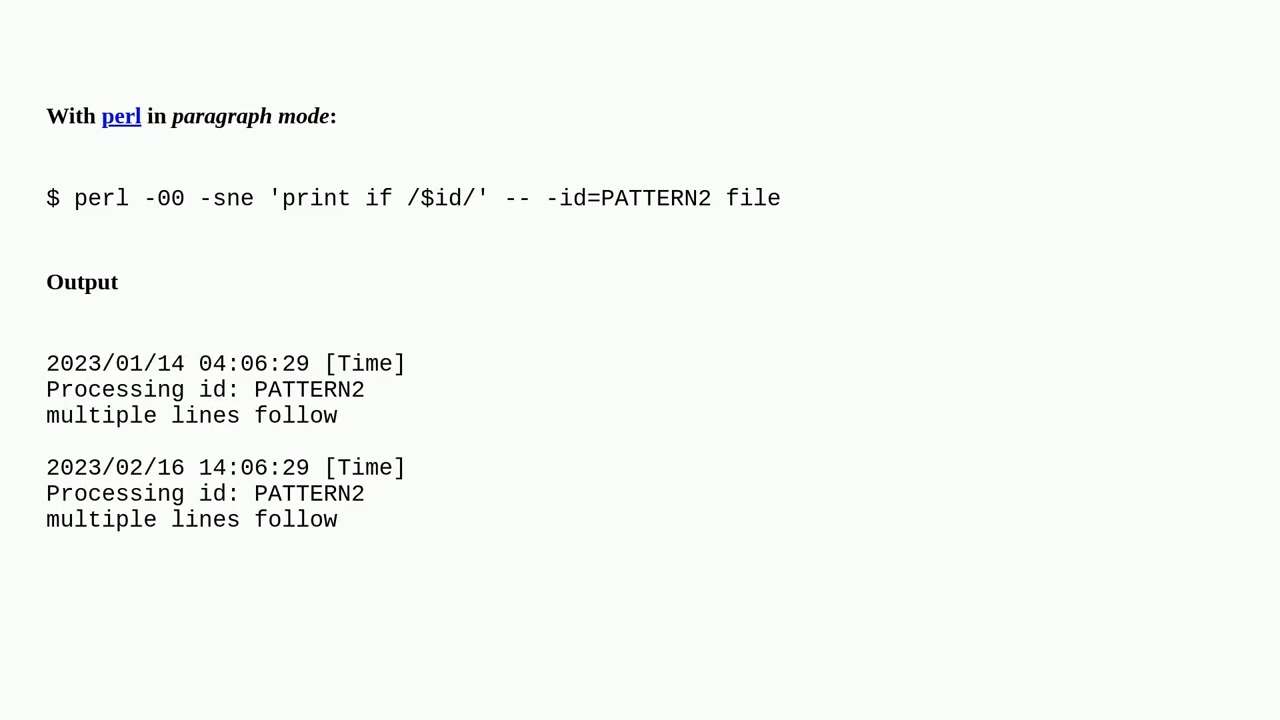 With perl in paragraph mode:
$ perl -00 -sne 'print if /$id/' -- -id=PATTERN2 file
Output
2023/01/14 04:06:29 [Time]
Processing id: PATTERN2
multiple lines follow
2023/02/16 14:06:29 [Time]
Processing id: PATTERN2
multiple lines follow